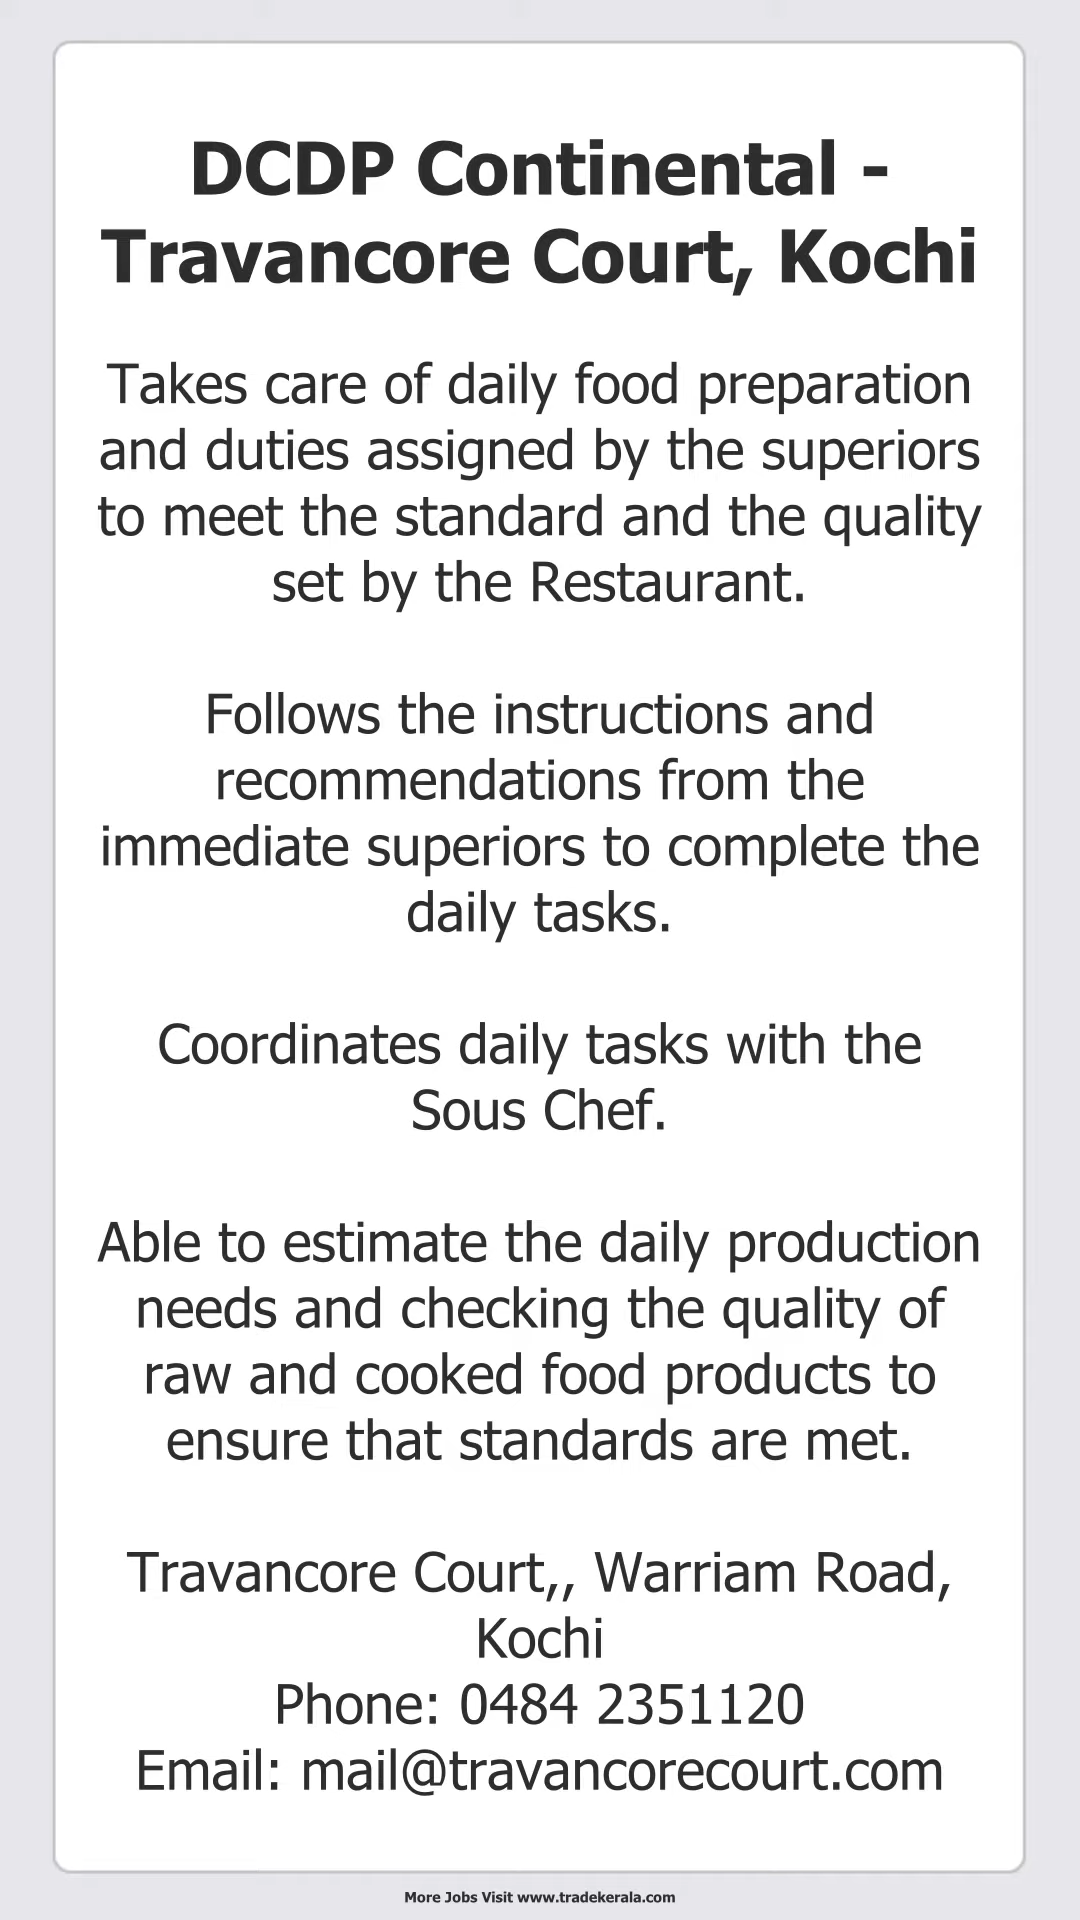 DCDP Continental -
Travancore Court, Kochi
Takes care of daily food preparation
and duties assigned by the superiors
to meet the standard and the quality
set by the Restaurant.
Follows the instructions and
recommendations from the
immediate superiors to complete the
daily tasks.
Coordinates daily tasks with the
Sous Chef.
Able to estimate the daily production
needs and checking the quality of
raw and cooked food products to
ensure that standards are met.
Travancore Court,, Warriam Road,
Kochi
Phone: 0484 2351120
Email: mail@travancorecourt.com
More Jobs Visit www.tradekerala.com